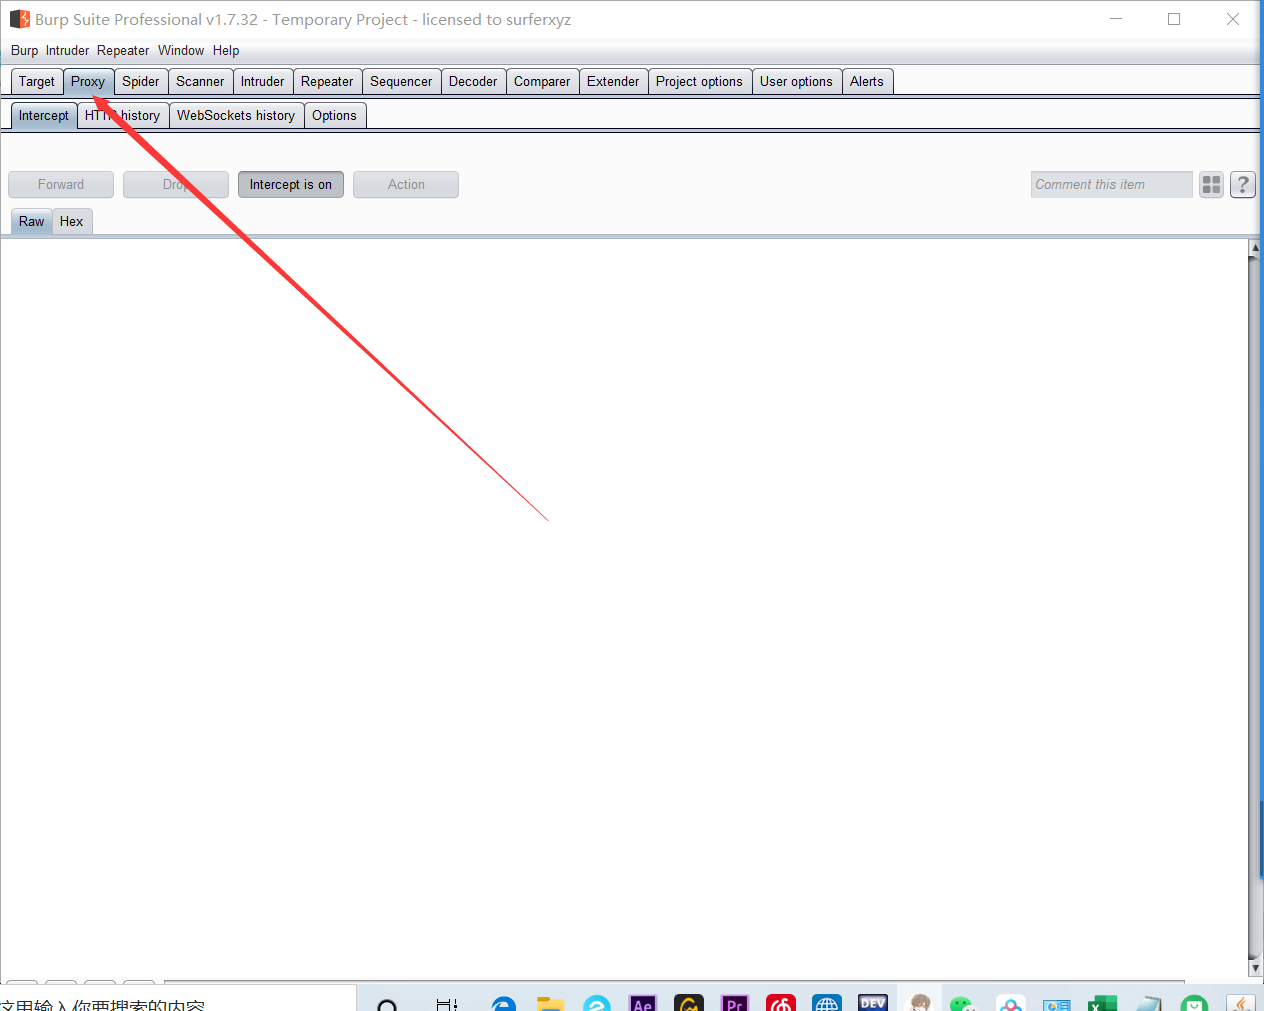 Burp Suite Professional v1.7.32 - Temporary Project - licensed to surferxyz
Burp Intruder Repeater Window Help
Target Proxy Spider Scanner Intruder Repeater Sequencer Decoder Comparer Extender Project options User options Alerts
Intercept HTTP history WebSockets history Options
Forward Drop Intercept is on Action Comment this item ?
Raw Hex
这里输入你要搜索的内容
Ae Pr DEV